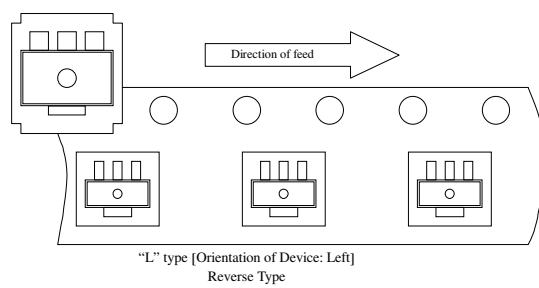 Direction of feed
“L” type [Orientation of Device: Left]
Reverse Type